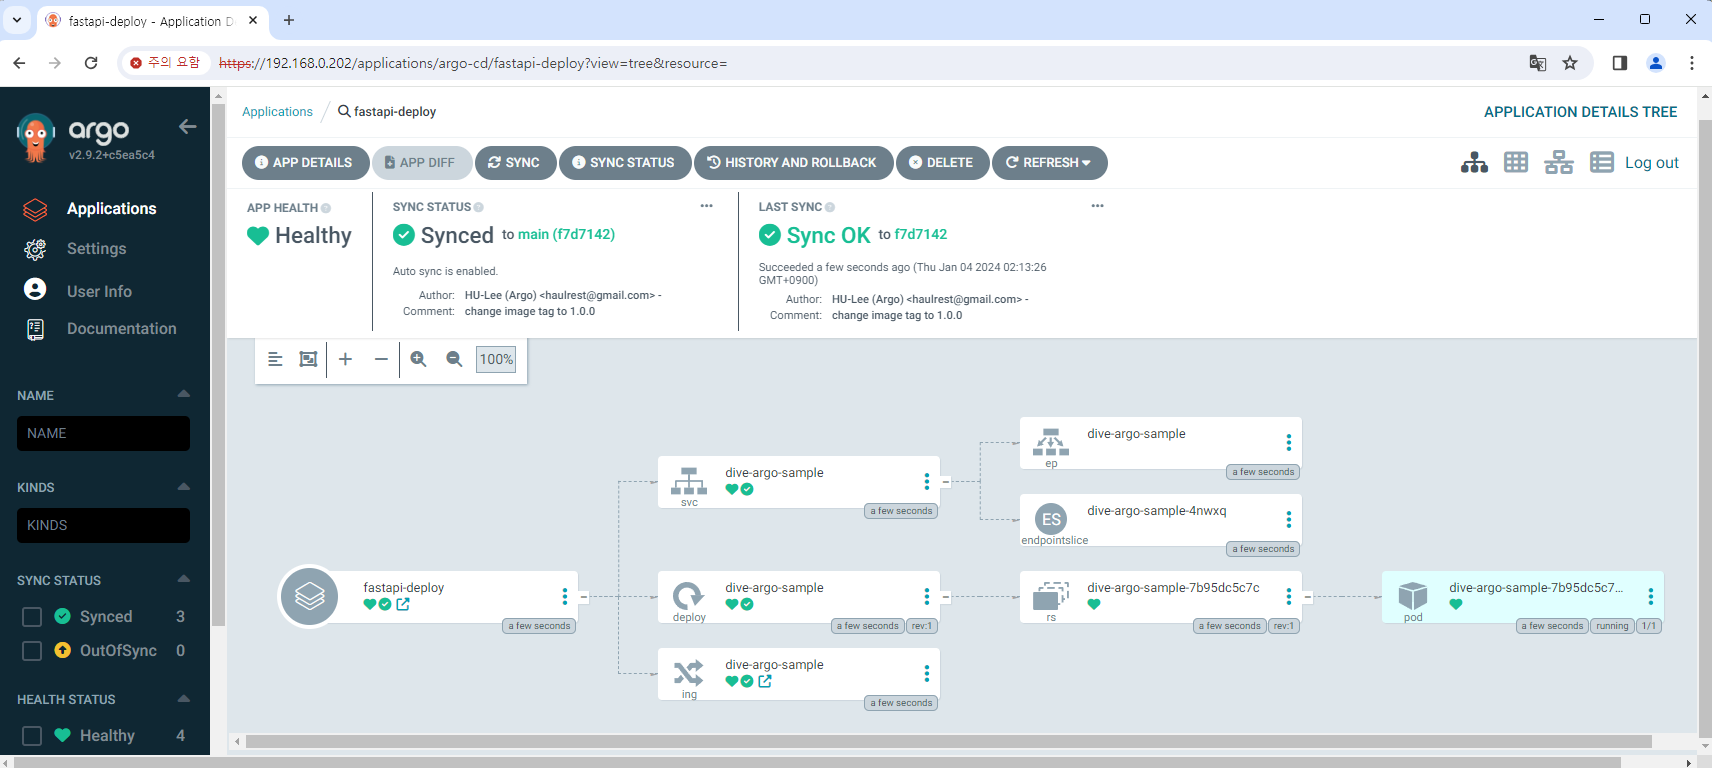 fastapi-deploy - Application D
주의 요함
https://192.168.0.202/applications/argo-cd/fastapi-deploy?view=tree&resource=
argo
v2.9.2+c5ea5c4
Applications
Settings
User Info
Documentation
NAME
NAME
KINDS
KINDS
SYNC STATUS
Synced 3
OutOfSync 0
HEALTH STATUS
Healthy 4
Applications / fastapi-deploy
APPLICATION DETAILS TREE
APP DETAILS APP DIFF SYNC SYNC STATUS HISTORY AND ROLLBACK DELETE REFRESH
Log out
APP HEALTH
Healthy
SYNC STATUS
Synced to main (f7d7142)
Auto sync is enabled.
Author: HU-Lee (Argo) <haulrest@gmail.com> -
Comment: change image tag to 1.0.0
LAST SYNC
Sync OK to f7d7142
Succeeded a few seconds ago (Thu Jan 04 2024 02:13:26
GMT+0900)
Author: HU-Lee (Argo) <haulrest@gmail.com> -
Comment: change image tag to 1.0.0
100%
fastapi-deploy
a few seconds
dive-argo-sample
svc
a few seconds
dive-argo-sample
deploy
a few seconds rev:1
dive-argo-sample
ing
a few seconds
dive-argo-sample
ep
a few seconds
ES
dive-argo-sample-4nwxq
endpointslice
a few seconds
dive-argo-sample-7b95dc5c7c
rs
a few seconds rev:1
dive-argo-sample-7b95dc5c7...
pod
a few seconds running 1/1